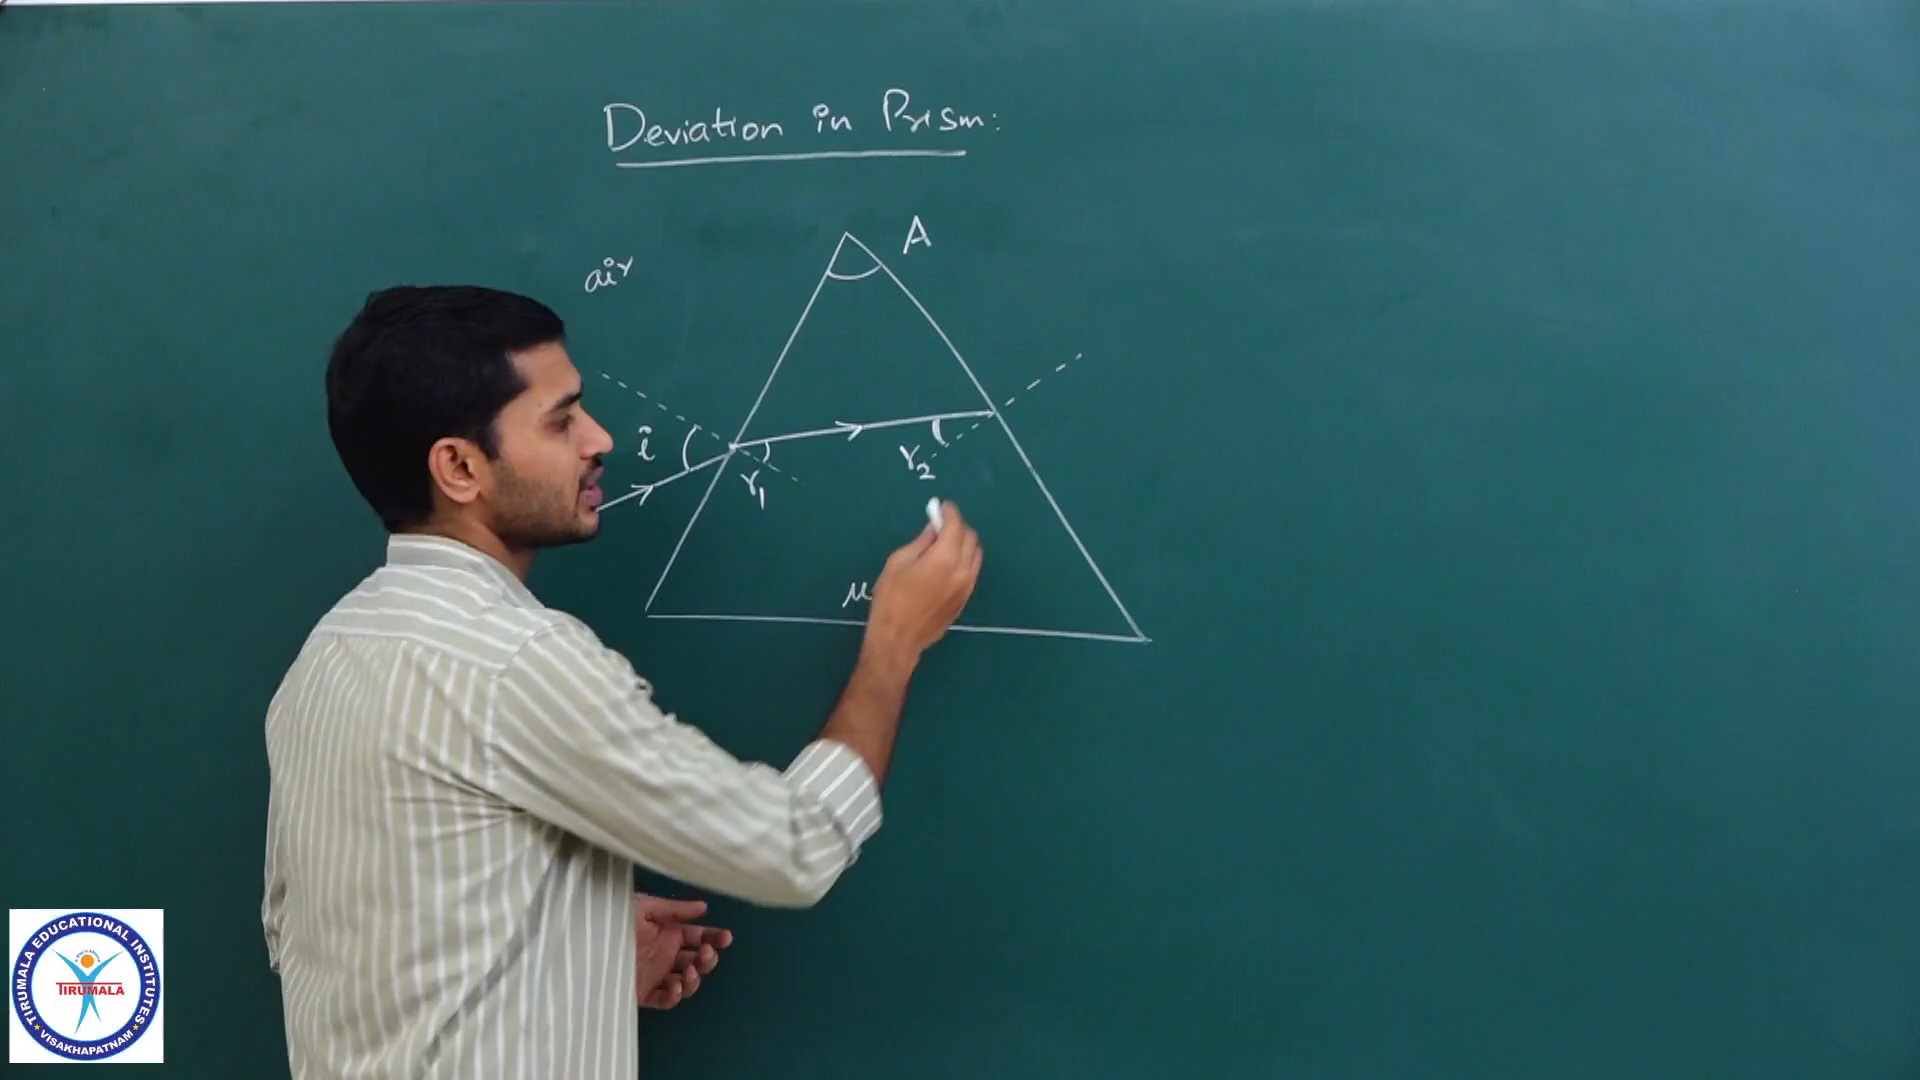 Deviation in Prism:
A
air
i
r1
r2
μ
TIRUMALA EDUCATIONAL INSTITUTES
TIRUMALA
★ VISAKHAPATNAM ★